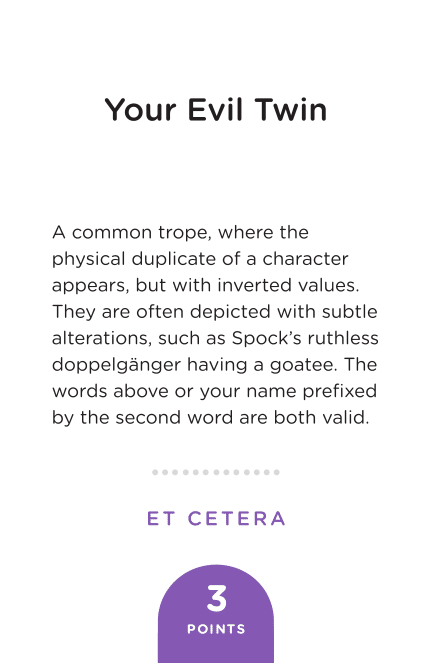 Your Evil Twin
A common trope, where the
physical duplicate of a character
appears, but with inverted values.
They are often depicted with subtle
alterations, such as Spock’s ruthless
doppelgänger having a goatee. The
words above or your name prefixed
by the second word are both valid.
ET CETERA
3
POINTS